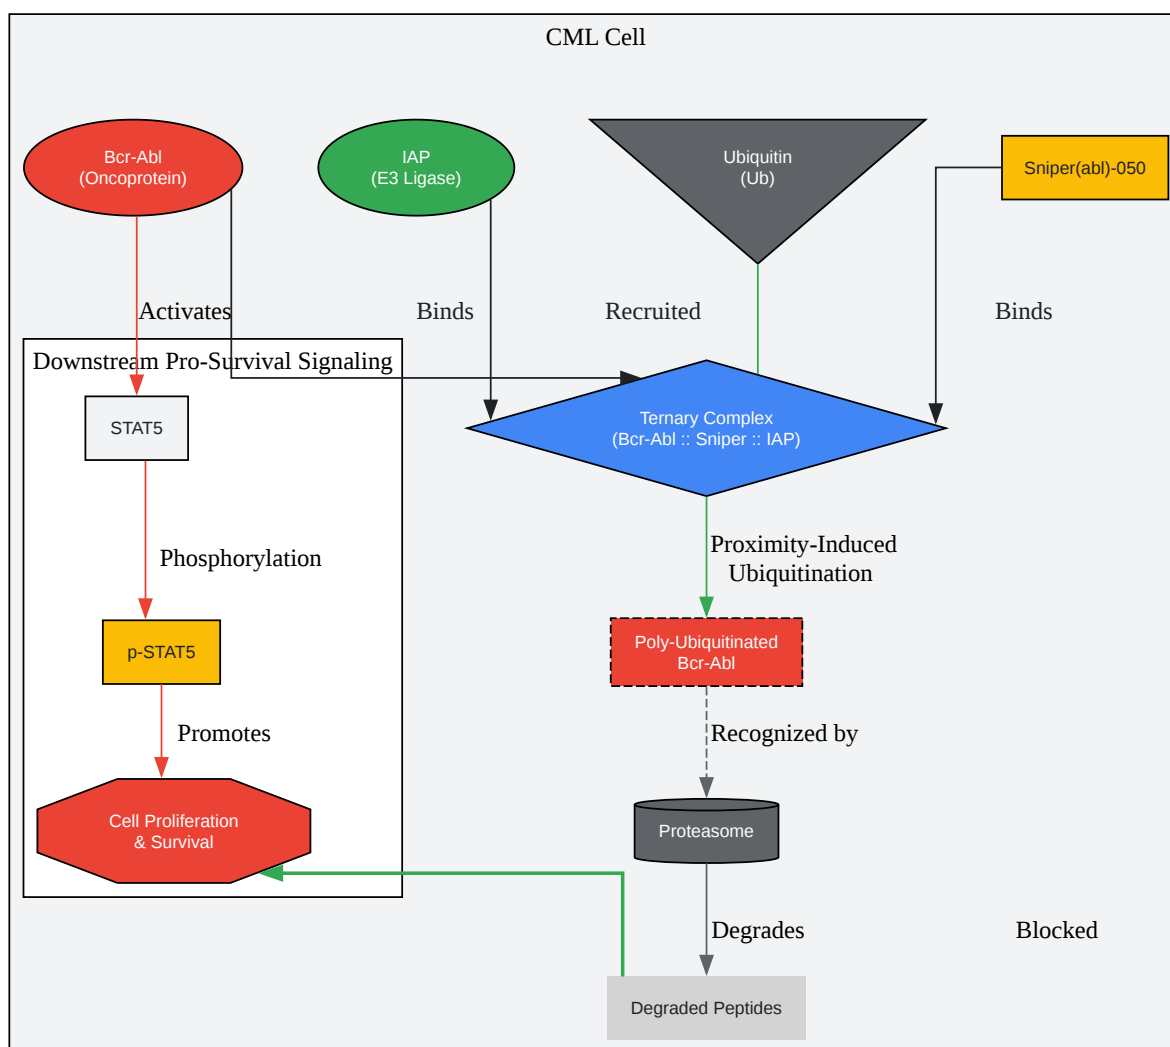 CML Cell
Bcr-Abl
(Oncoprotein)
IAP
(E3 Ligase)
Ubiquitin
(Ub)
Sniper(abl)-050
Activates
Binds
Recruited
Binds
Downstream Pro-Survival Signaling
STAT5
Ternary Complex
(Bcr-Abl :: Sniper :: IAP)
Phosphorylation
Proximity-Induced
Ubiquitination
p-STAT5
Poly-Ubiquitinated
Bcr-Abl
Promotes
Recognized by
Cell Proliferation
& Survival
Proteasome
Degrades
Blocked
Degraded Peptides